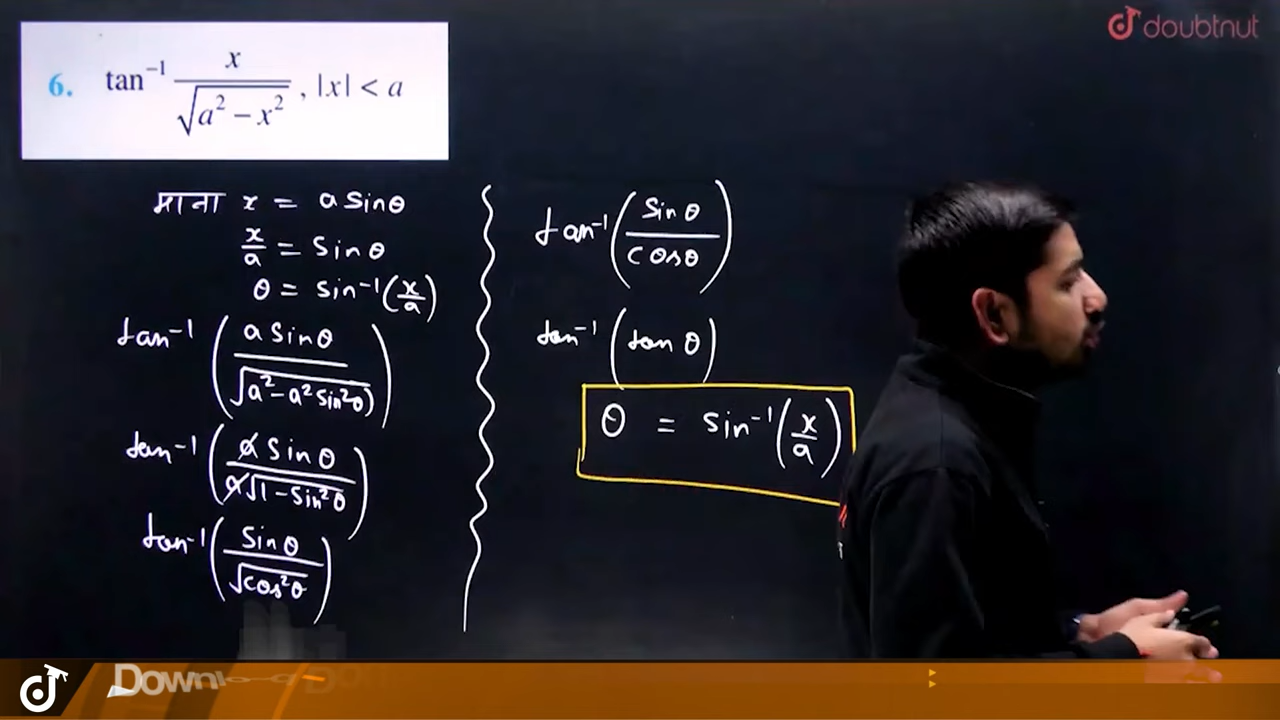 doubtnut
6. tan⁻¹ x/√(a² − x²), |x| < a
माना x = a sinθ
x/a = sinθ
θ = sin⁻¹(x/a)
tan⁻¹(a sinθ/√(a² − a² sin²θ))
tan⁻¹(a sinθ/a√(1 − sin²θ))
tan⁻¹(sinθ/√cos²θ)
tan⁻¹(sinθ/cosθ)
tan⁻¹(tanθ)
θ = sin⁻¹(x/a)